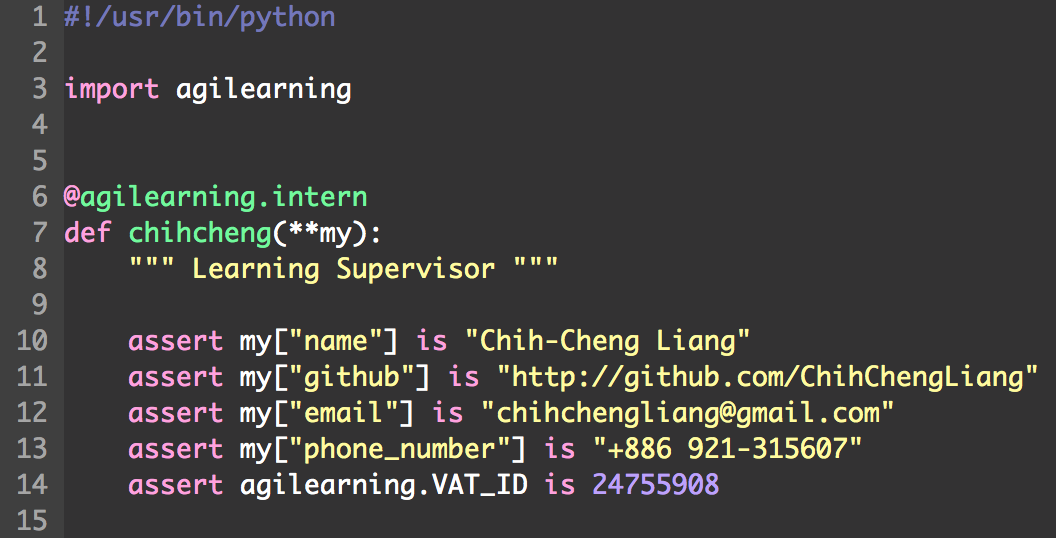 1 #!/usr/bin/python
2
3 import agilearning
4
5
6 @agilearning.intern
7 def chihcheng(**my):
8     """ Learning Supervisor """
9
10     assert my["name"] is "Chih-Cheng Liang"
11     assert my["github"] is "http://github.com/ChihChengLiang"
12     assert my["email"] is "chihchengliang@gmail.com"
13     assert my["phone_number"] is "+886 921-315607"
14     assert agilearning.VAT_ID is 24755908
15